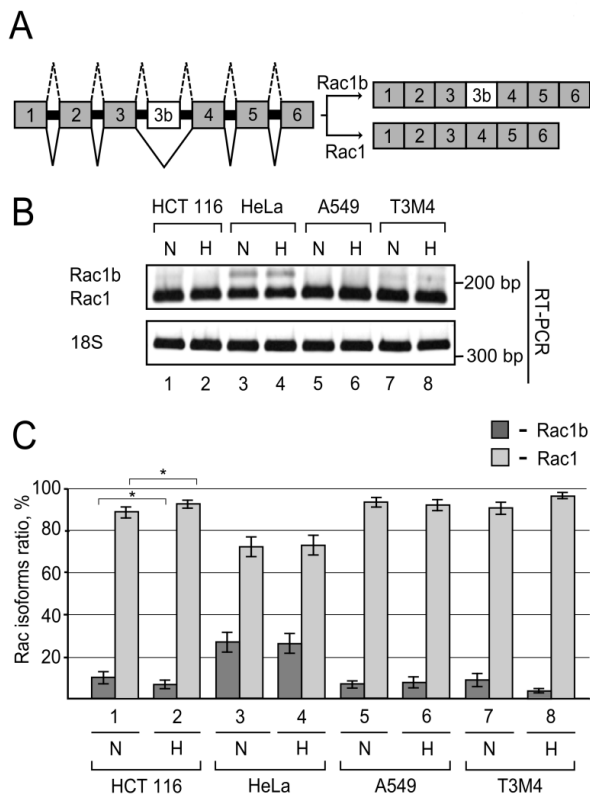 A
1 2 3 3b 4 5 6
Rac1b
1 2 3 3b 4 5 6
Rac1
1 2 3 4 5 6
B
HCT 116 HeLa A549 T3M4
N H N H N H N H
Rac1b
200 bp
Rac1
18S
300 bp
RT-PCR
1 2 3 4 5 6 7 8
C
- Rac1b
- Rac1
Rac isoforms ratio, %
100
80
60
40
20
* *
1 2 3 4 5 6 7 8
N H N H N H N H
HCT 116 HeLa A549 T3M4